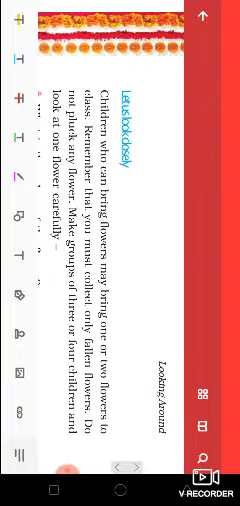 Looking Around
Let us look closely
Children who can bring flowers may bring one or two flowers to
class. Remember that you must collect only fallen flowers. Do
not pluck any flower. Make groups of three or four children and
look at one flower carefully –
V-RECORDER